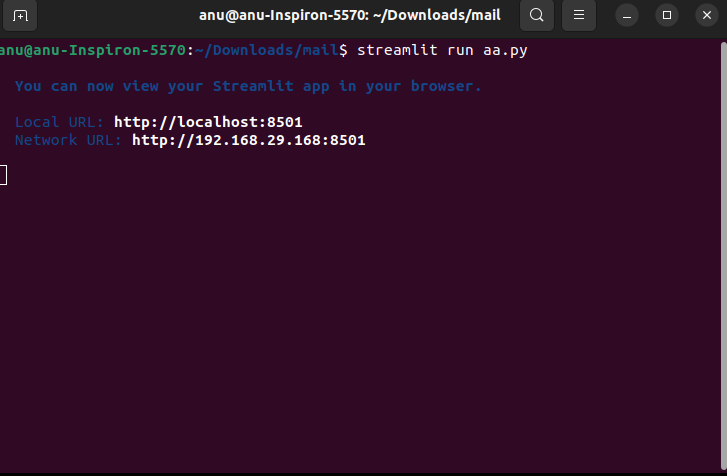 anu@anu-Inspiron-5570: ~/Downloads/mail
anu@anu-Inspiron-5570:~/Downloads/mail$ streamlit run aa.py
You can now view your Streamlit app in your browser.
Local URL: http://localhost:8501
Network URL: http://192.168.29.168:8501